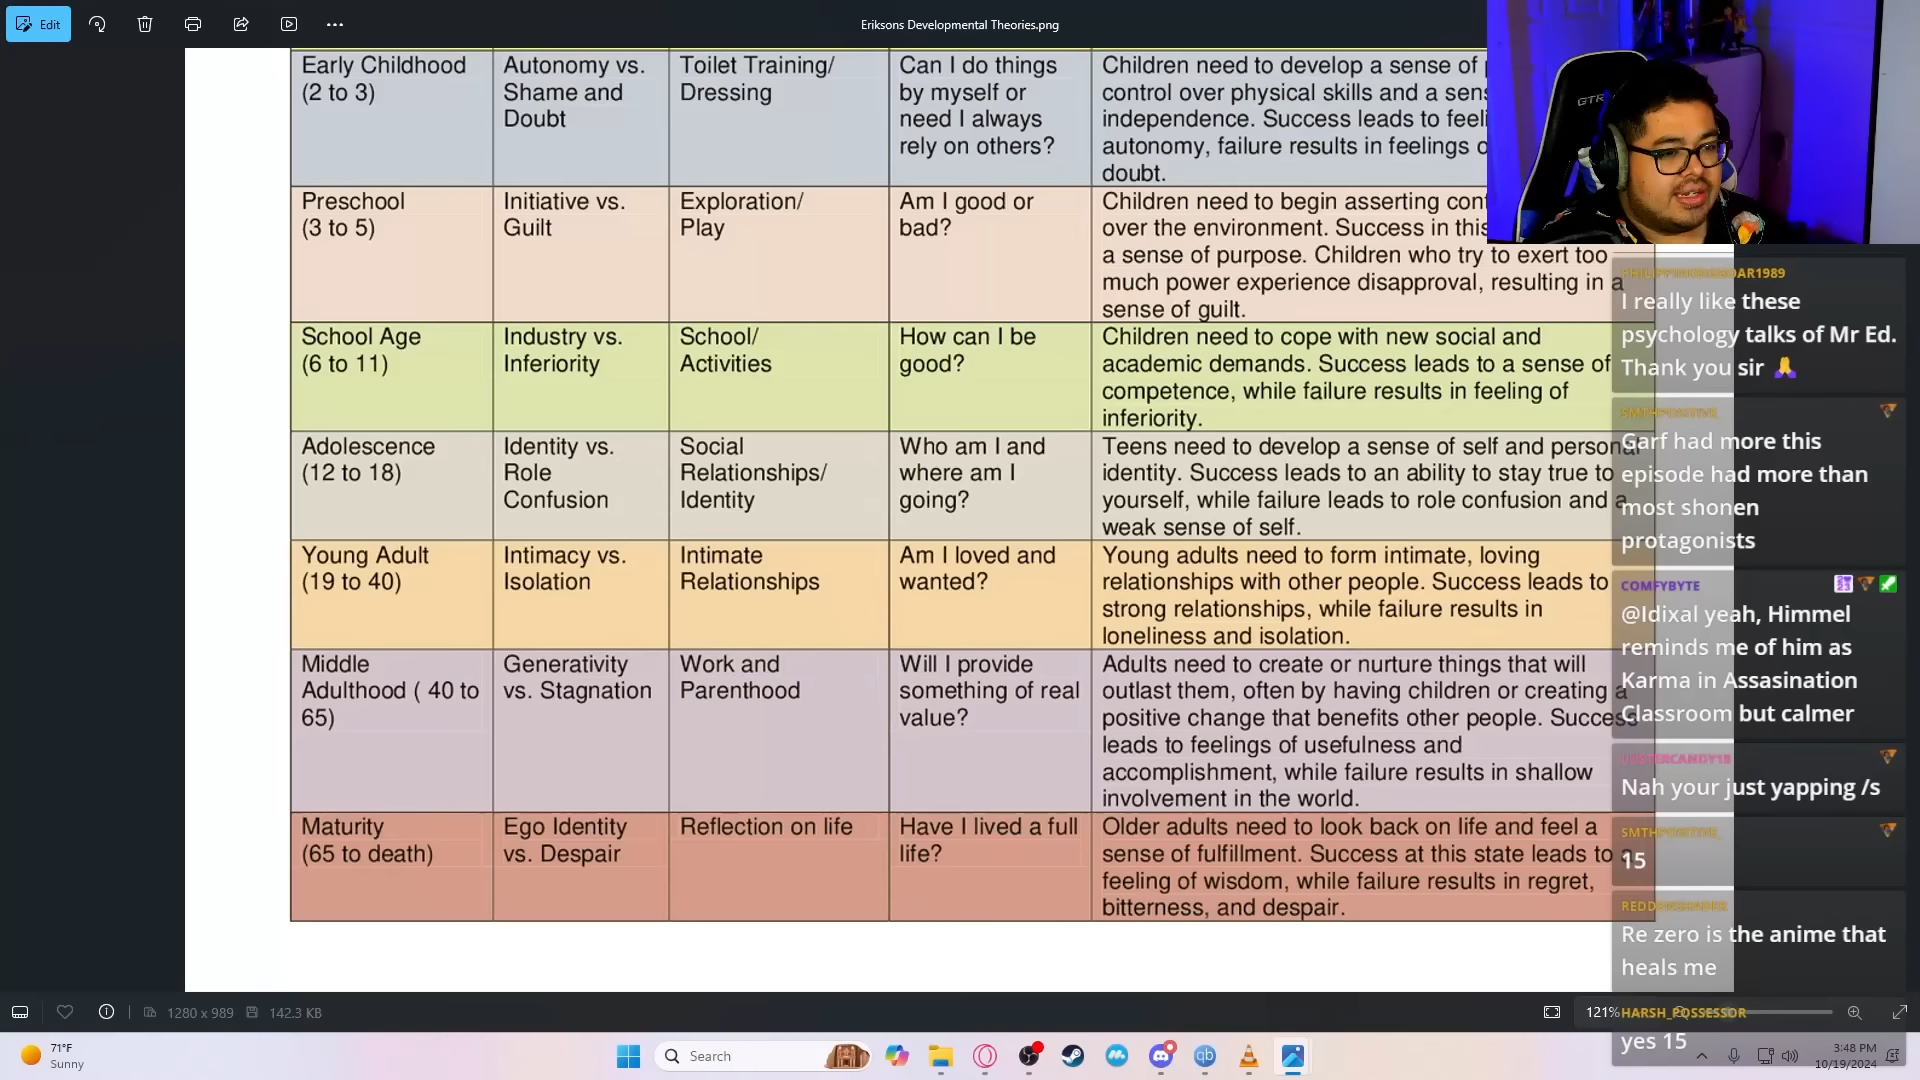 Edit
Eriksons Developmental Theories.png
Early Childhood
(2 to 3)
Autonomy vs.
Shame and
Doubt
Toilet Training/
Dressing
Can I do things
by myself or
need I always
rely on others?
Children need to develop a sense of
control over physical skills and a
independence. Success leads to
autonomy, failure results in feelings
doubt.
Preschool
(3 to 5)
Initiative vs.
Guilt
Exploration/
Play
Am I good or
bad?
Children need to begin asserting
over the environment. Success in this
a sense of purpose. Children who try to exert too
much power experience disapproval, resulting in a
sense of guilt.
School Age
(6 to 11)
Industry vs.
Inferiority
School/
Activities
How can I be
good?
Children need to cope with new social and
academic demands. Success leads to a sense of
competence, while failure results in feeling of
inferiority.
Adolescence
(12 to 18)
Identity vs.
Role
Confusion
Social
Relationships/
Identity
Who am I and
where am I
going?
Teens need to develop a sense of self and personal
identity. Success leads to an ability to stay true to
yourself, while failure leads to role confusion and a
weak sense of self.
Young Adult
(19 to 40)
Intimacy vs.
Isolation
Intimate
Relationships
Am I loved and
wanted?
Young adults need to form intimate, loving
relationships with other people. Success leads to
strong relationships, while failure results in
loneliness and isolation.
Middle
Adulthood ( 40 to
65)
Generativity
vs. Stagnation
Work and
Parenthood
Will I provide
something of real
value?
Adults need to create or nurture things that will
outlast them, often by having children or creating a
positive change that benefits other people. Success
leads to feelings of usefulness and
accomplishment, while failure results in shallow
involvement in the world.
Maturity
(65 to death)
Ego Identity
vs. Despair
Reflection on life
Have I lived a full
life?
Older adults need to look back on life and feel a
sense of fulfillment. Success at this state leads to a
feeling of wisdom, while failure results in regret,
bitterness, and despair.
I really like these
psychology talks of Mr Ed.
Thank you sir 🙏
Garf had more this
episode had more than
most shonen
protagonists
COMFYBYTE
@Idixal yeah, Himmel
reminds me of him as
Karma in Assasination
Classroom but calmer
Nah your just yapping /s
15
Re zero is the anime that
heals me
HARSH_POSSESSOR
yes 15
1280 x 989
142.3 KB
121%
71°F
Sunny
Search
3:48 PM
10/19/2024